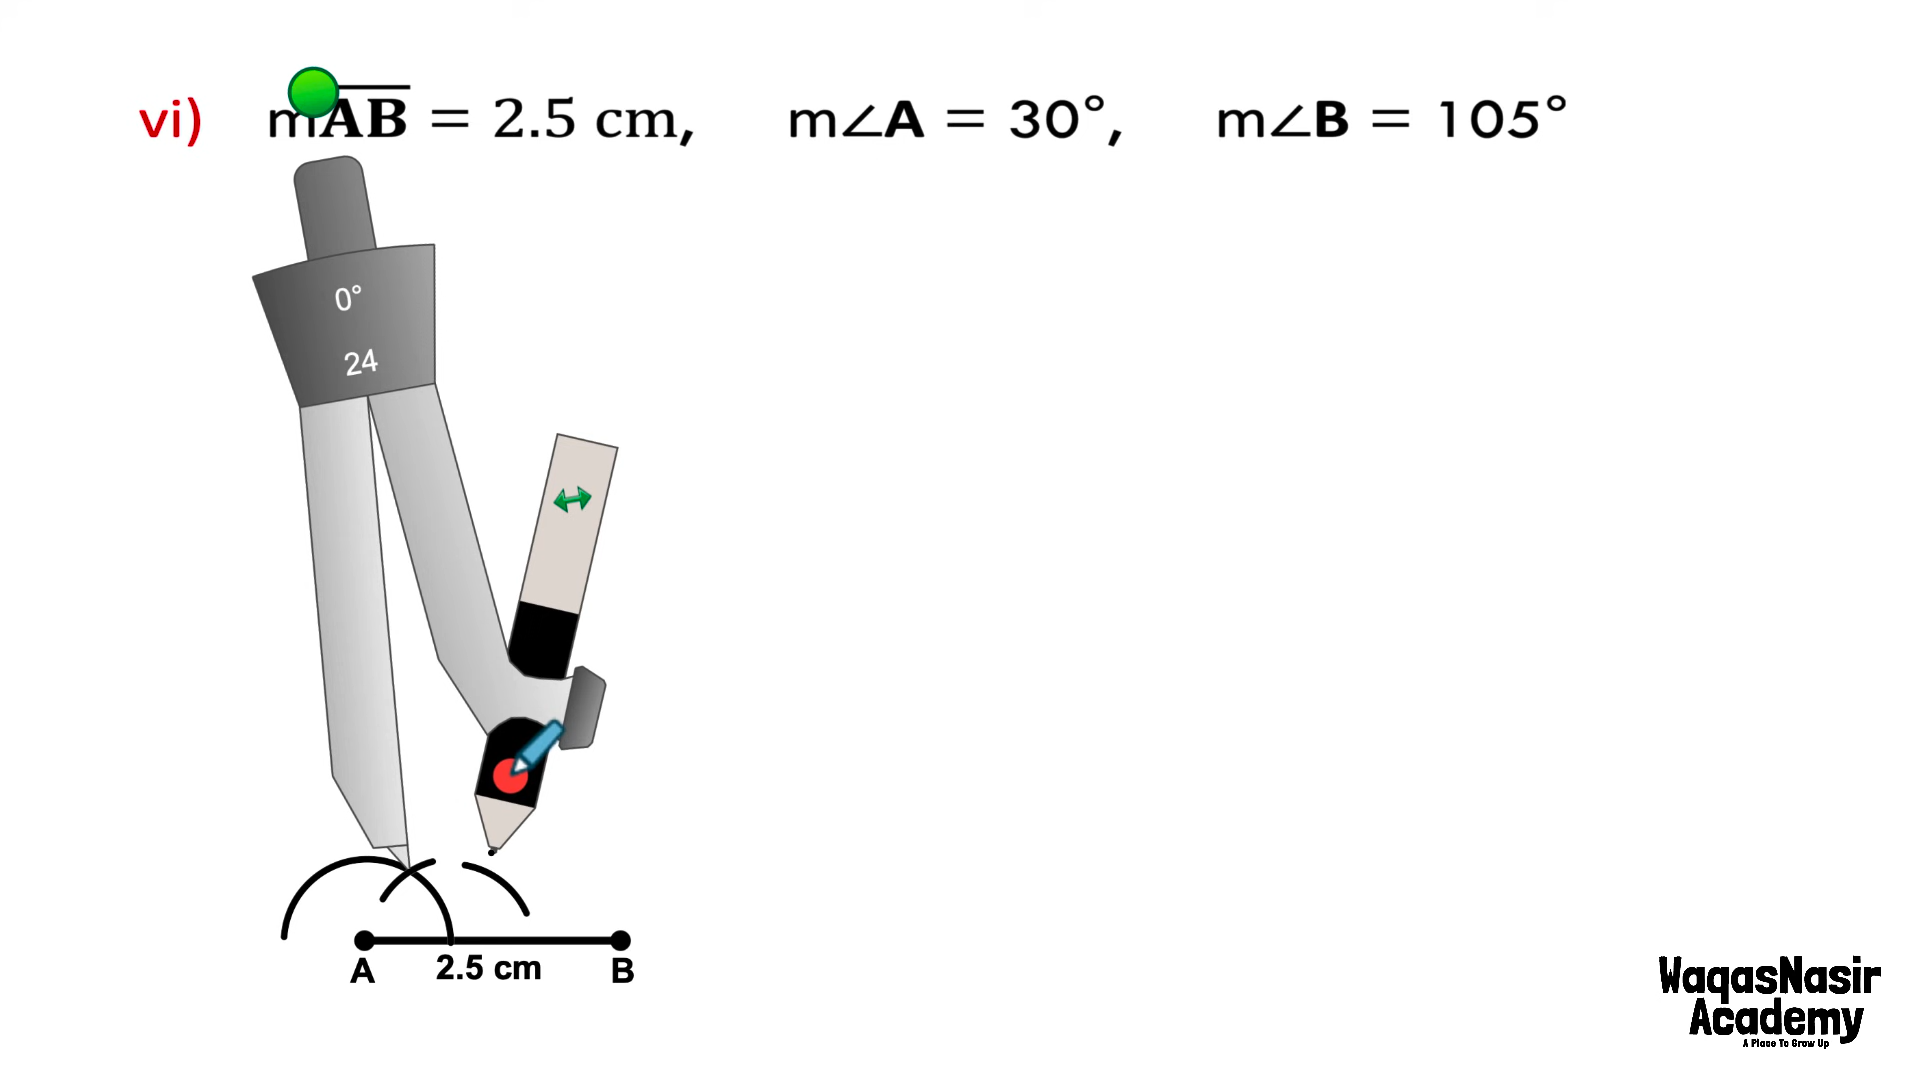 vi) mAB = 2.5 cm, m∠A = 30°, m∠B = 105°
0°
24
A 2.5 cm B
WaqasNasir
Academy
A Place To Grow Up